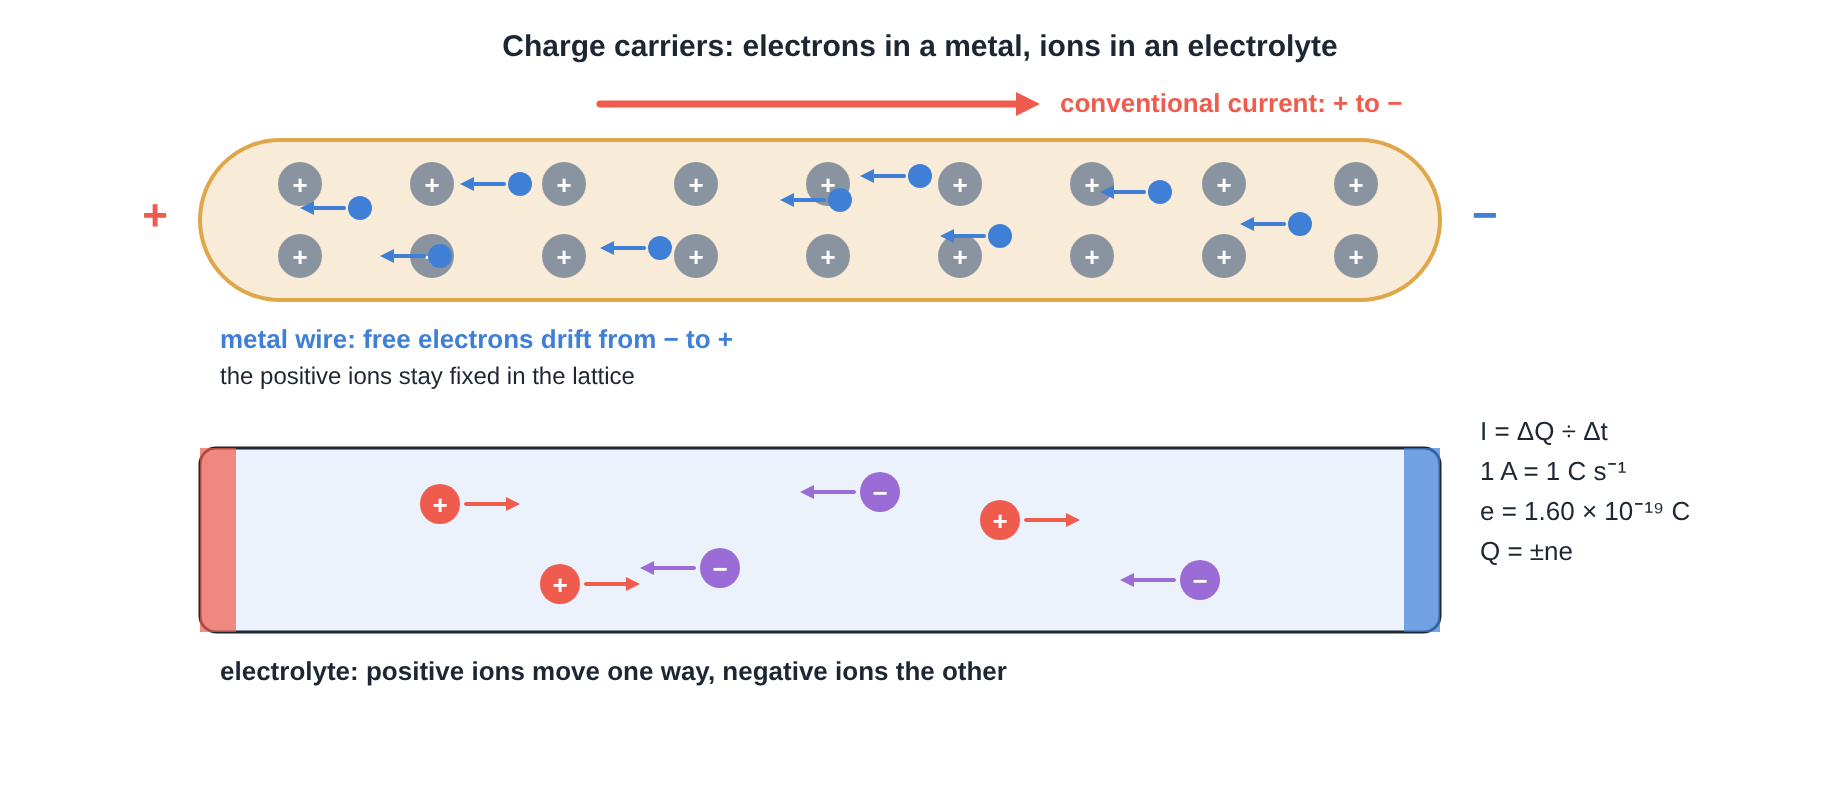 Charge carriers: electrons in a metal, ions in an electrolyte
conventional current: + to −
+ + + + + + + + +
+ −
+ + + + + + + +
metal wire: free electrons drift from − to +
the positive ions stay fixed in the lattice
I = ΔQ ÷ Δt
1 A = 1 C s⁻¹
e = 1.60 × 10⁻¹⁹ C
Q = ±ne
+ − +
+ − −
electrolyte: positive ions move one way, negative ions the other